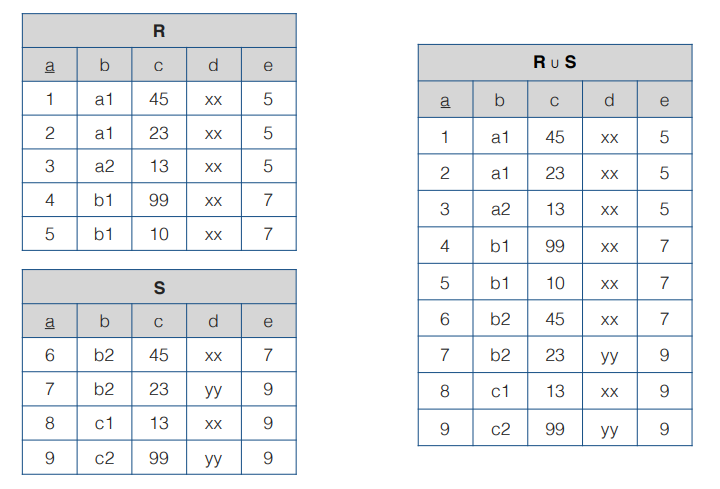 R
a b c d e
1 a1 45 xx 5
2 a1 23 xx 5
3 a2 13 xx 5
4 b1 99 xx 7
5 b1 10 xx 7
S
a b c d e
6 b2 45 xx 7
7 b2 23 yy 9
8 c1 13 xx 9
9 c2 99 yy 9
R ∪ S
a b c d e
1 a1 45 xx 5
2 a1 23 xx 5
3 a2 13 xx 5
4 b1 99 xx 7
5 b1 10 xx 7
6 b2 45 xx 7
7 b2 23 yy 9
8 c1 13 xx 9
9 c2 99 yy 9